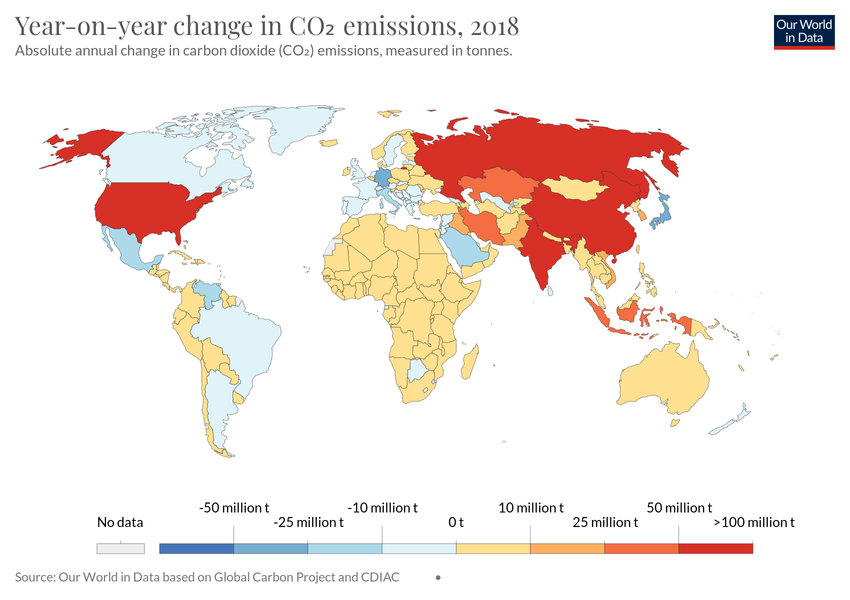 Year-on-year change in CO₂ emissions, 2018
Our World
in Data
Absolute annual change in carbon dioxide (CO₂) emissions, measured in tonnes.
-50 million t
-10 million t
10 million t
50 million t
No data
-25 million t
0 t
25 million t
>100 million t
Source: Our World in Data based on Global Carbon Project and CDIAC •